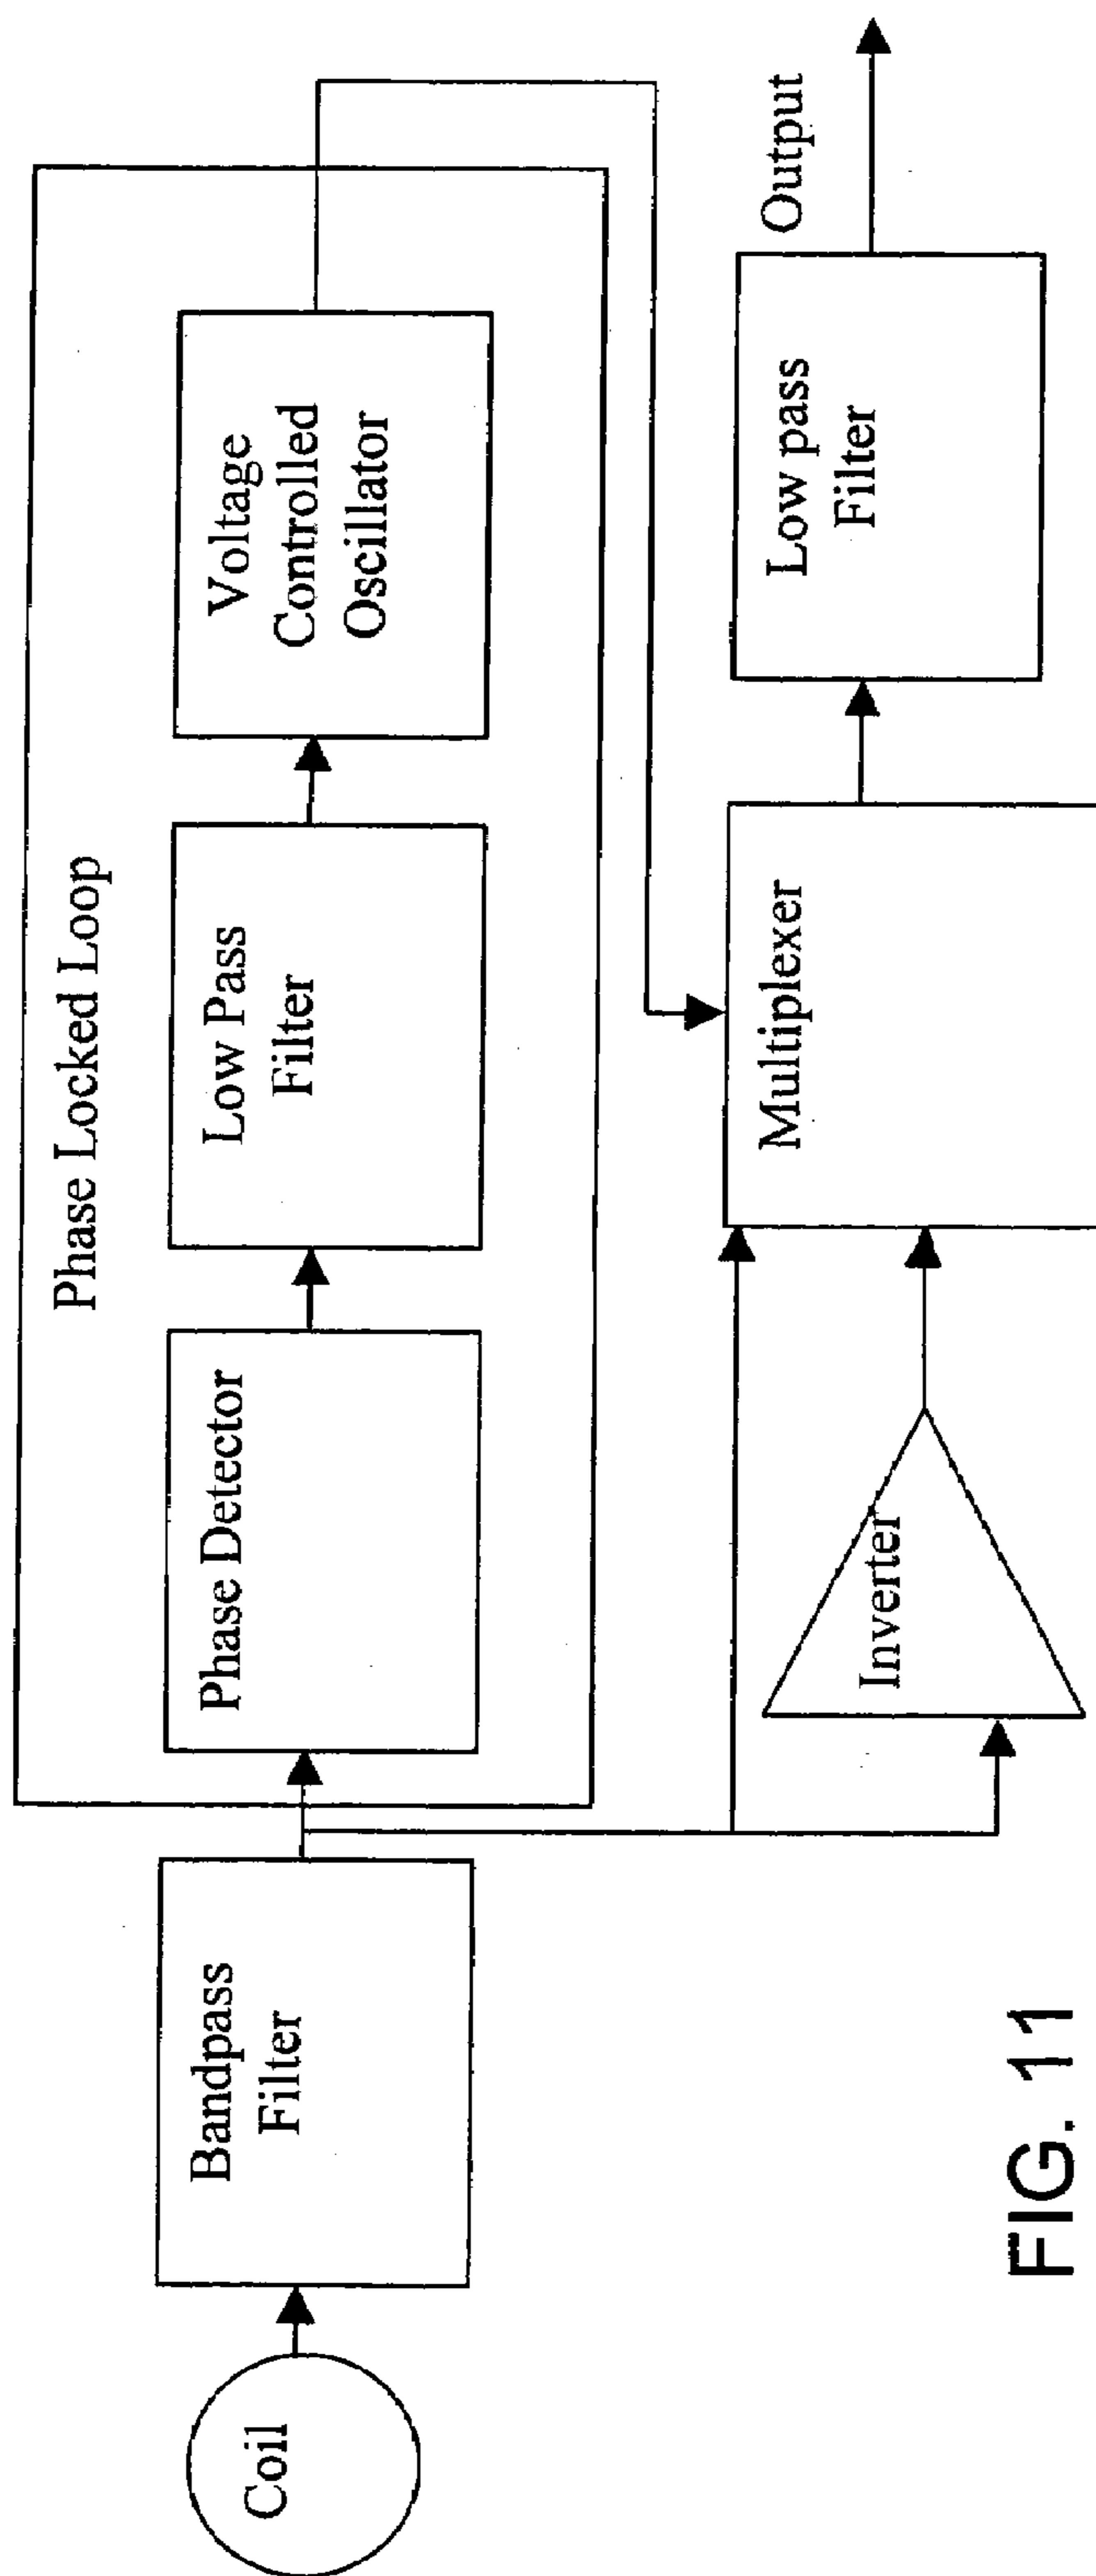 Phase Locked Loop
Coil
Bandpass
Filter
Phase Detector
Low Pass
Filter
Voltage
Controlled
Oscillator
Inverter
Multiplexer
Low pass
Filter
Output
FIG. 11